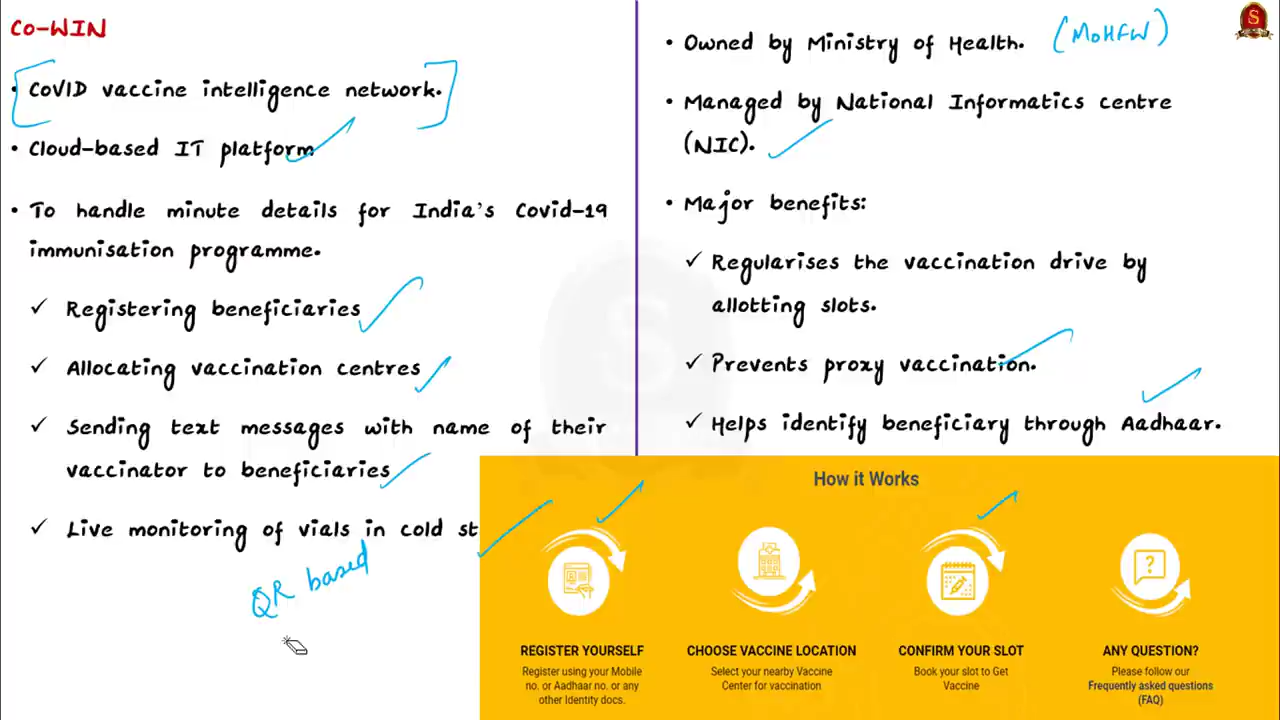 Co-WIN
• CoVID vaccine intelligence network.
• Cloud-based IT platform
• To handle minute details for India's Covid-19
immunisation programme.
✓ Registering beneficiaries
✓ Allocating vaccination centres
✓ Sending text messages with name of their
vaccinator to beneficiaries
✓ Live monitoring of vials in cold st
QR based
• Owned by Ministry of Health. (MoHFW)
• Managed by National Informatics centre
(NIC).
• Major benefits:
✓ Regularises the vaccination drive by
allotting slots.
✓ Prevents proxy vaccination.
✓ Helps identify beneficiary through Aadhaar.
How it Works
REGISTER YOURSELF
Register using your Mobile
no. or Aadhaar no. or any
other Identity docs.
CHOOSE VACCINE LOCATION
Select your nearby Vaccine
Center for vaccination
CONFIRM YOUR SLOT
Book your slot to Get
Vaccine
ANY QUESTION?
Please follow our
Frequently asked questions
(FAQ)